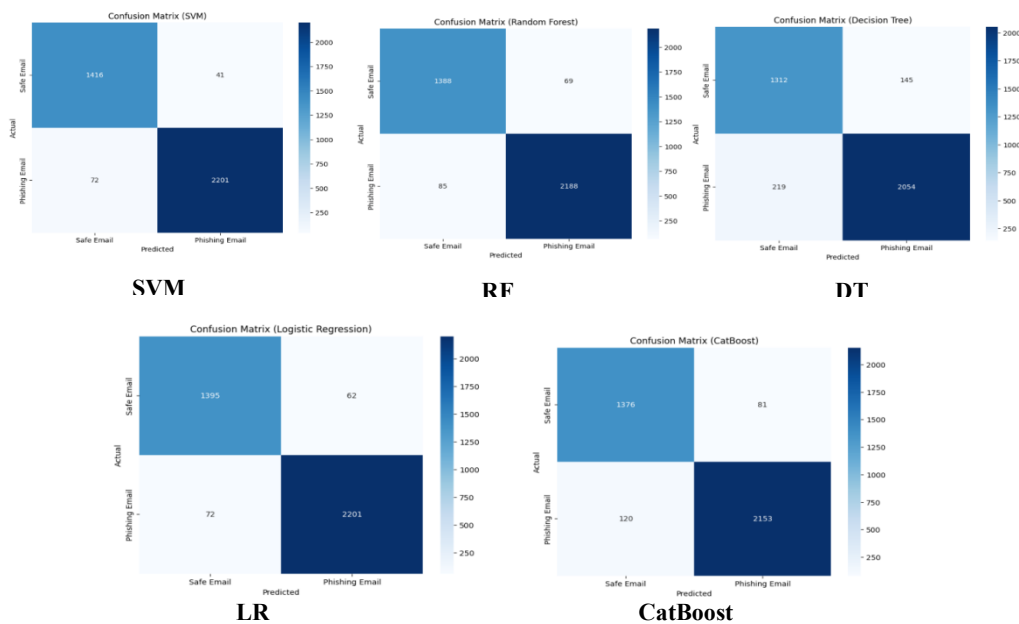 Confusion Matrix (SVM)
Safe Email
Phishing Email
Actual
1416
41
72
2201
Safe Email
Phishing Email
Predicted
2000
1750
1500
1250
1000
750
500
250
SVM
Confusion Matrix (Random Forest)
Safe Email
Phishing Email
Actual
1388
69
85
2188
Safe Email
Phishing Email
Predicted
2000
1750
1500
1250
1000
750
500
250
RF
Confusion Matrix (Decision Tree)
Safe Email
Phishing Email
Actual
1312
145
219
2054
Safe Email
Phishing Email
Predicted
2000
1750
1500
1250
1000
750
500
250
DT
Confusion Matrix (Logistic Regression)
Safe Email
Phishing Email
Actual
1395
62
72
2201
Safe Email
Phishing Email
Predicted
2000
1750
1500
1250
1000
750
500
250
LR
Confusion Matrix (CatBoost)
Safe Email
Phishing Email
Actual
1376
81
120
2153
Safe Email
Phishing Email
Predicted
2000
1750
1500
1250
1000
750
500
250
CatBoost